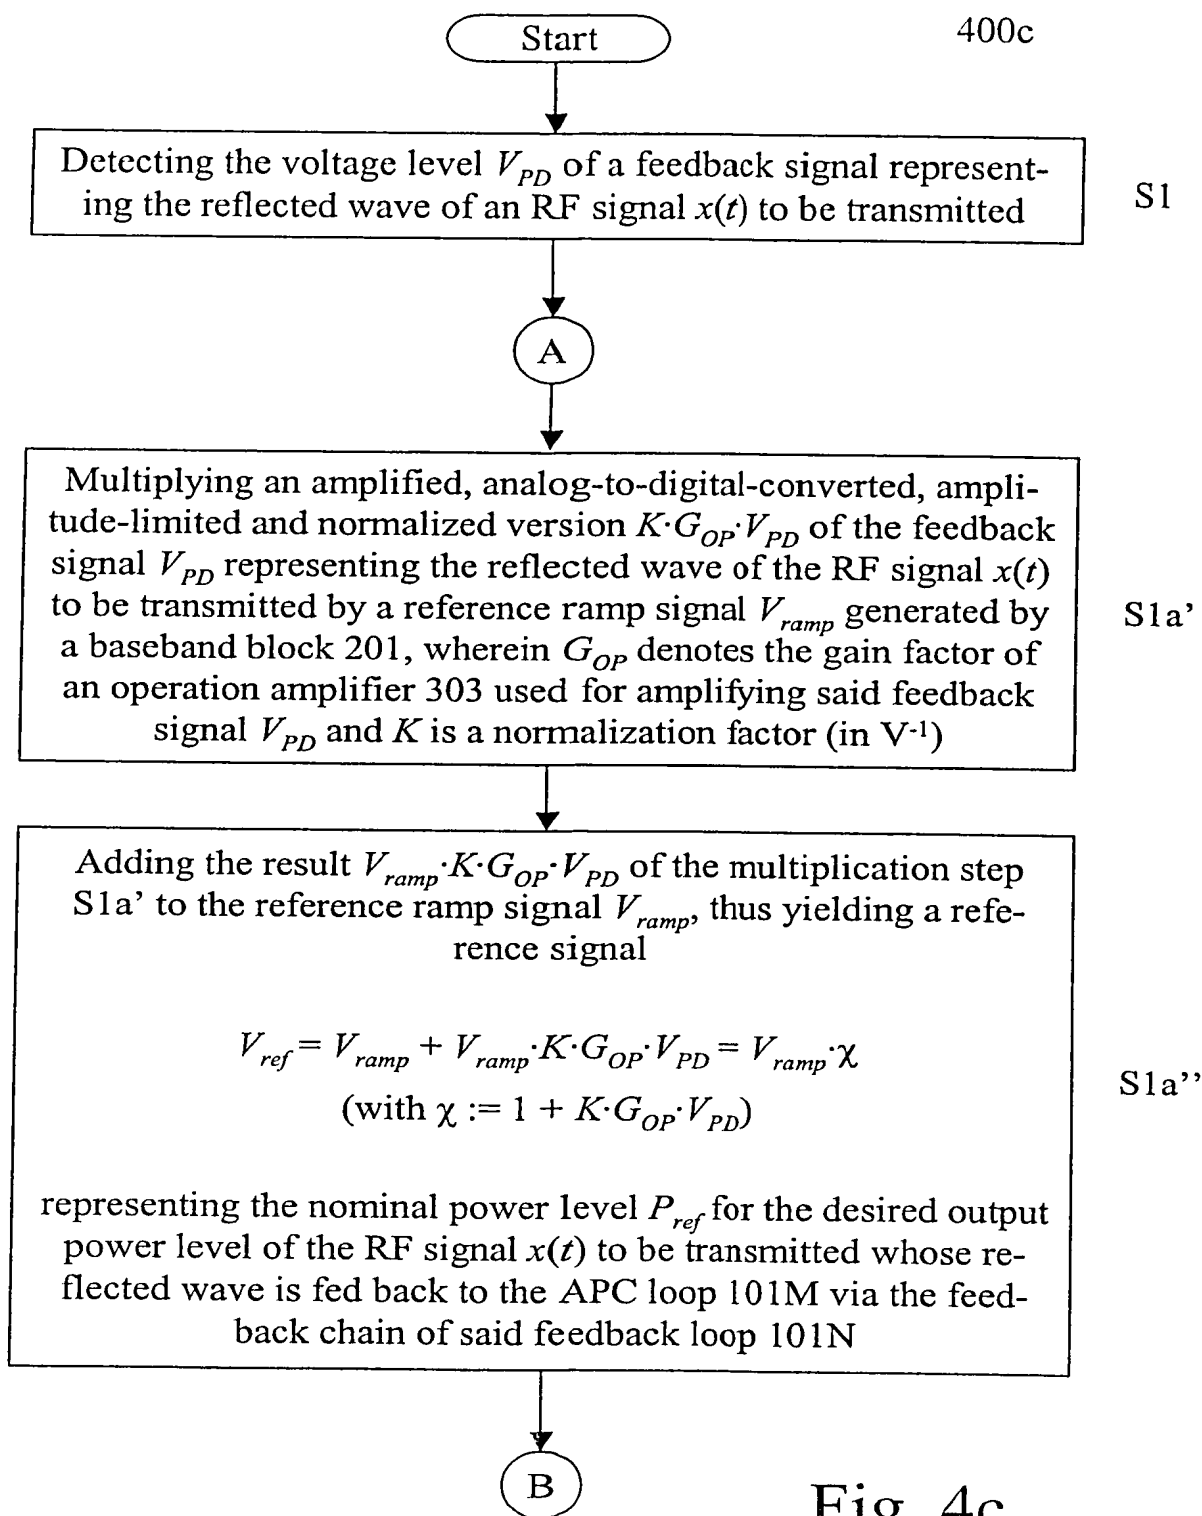 Start
400c
Detecting the voltage level V_PD of a feedback signal represent-
ing the reflected wave of an RF signal x(t) to be transmitted
S1
A
Multiplying an amplified, analog-to-digital-converted, ampli-
tude-limited and normalized version K·G_OP·V_PD of the feedback
signal V_PD representing the reflected wave of the RF signal x(t)
to be transmitted by a reference ramp signal V_ramp generated by
a baseband block 201, wherein G_OP denotes the gain factor of
an operation amplifier 303 used for amplifying said feedback
signal V_PD and K is a normalization factor (in V⁻¹)
S1a'
Adding the result V_ramp·K·G_OP·V_PD of the multiplication step
S1a' to the reference ramp signal V_ramp, thus yielding a refe-
rence signal
V_ref = V_ramp + V_ramp·K·G_OP·V_PD = V_ramp·χ
(with χ := 1 + K·G_OP·V_PD)
S1a''
representing the nominal power level P_ref for the desired output
power level of the RF signal x(t) to be transmitted whose re-
flected wave is fed back to the APC loop 101M via the feed-
back chain of said feedback loop 101N
B
Fig. 4c